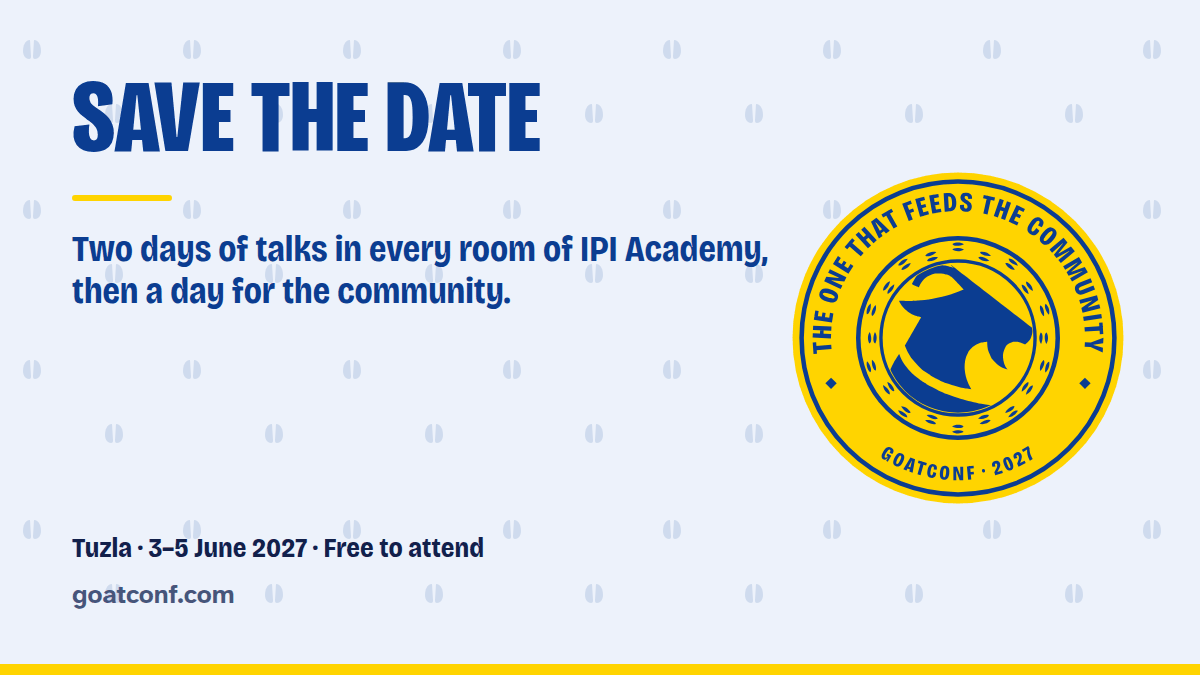 SAVE THE DATE
Two days of talks in every room of IPI Academy,
then a day for the community.
THE ONE THAT FEEDS THE COMMUNITY
GOATCONF · 2027
Tuzla · 3–5 June 2027 · Free to attend
goatconf.com